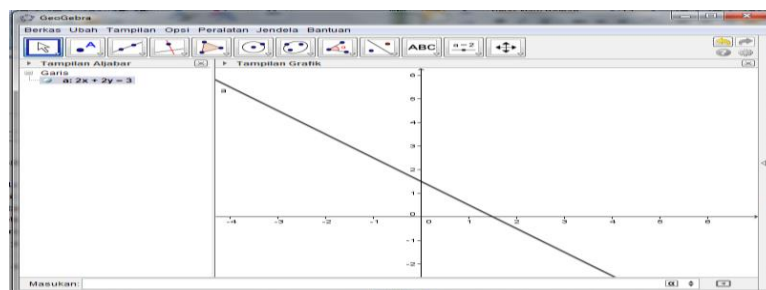 GeoGebra
Berkas Ubah Tampilan Opsi Peralatan Jendela Bantuan
A ABC a=2
Tampilan Aljabar Tampilan Grafik
Garis
a: 2x + 2y = 3
a
6
5
4
3
2
1
0
-4 -3 -2 -1 0 1 2 3 4 5 6
-1
-2
Masukan: α